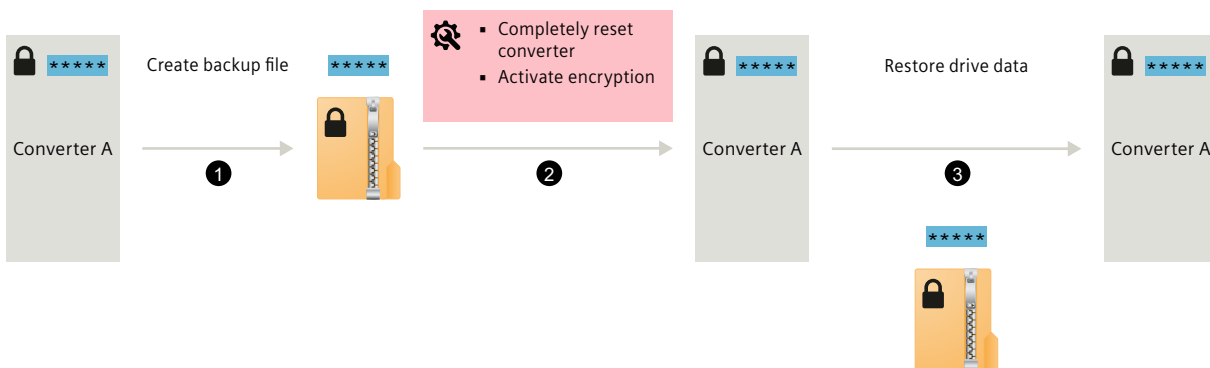 *****
Create backup file
*****
▪ Completely reset
converter
▪ Activate encryption
*****
Restore drive data
*****
Converter A
Converter A
Converter A
1
2
3
*****